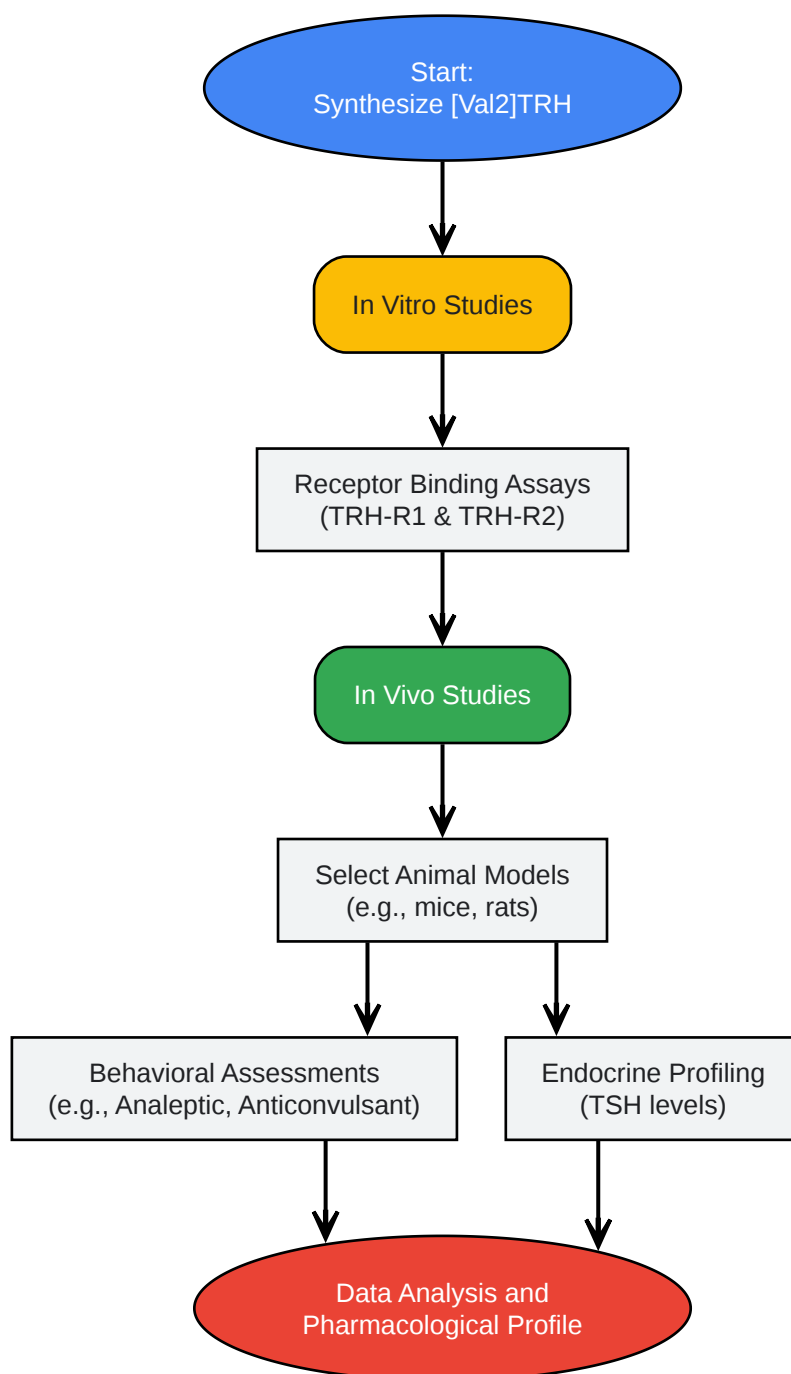 Start:
Synthesize [Val2]TRH
In Vitro Studies
Receptor Binding Assays
(TRH-R1 & TRH-R2)
In Vivo Studies
Select Animal Models
(e.g., mice, rats)
Behavioral Assessments
(e.g., Analeptic, Anticonvulsant)
Endocrine Profiling
(TSH levels)
Data Analysis and
Pharmacological Profile